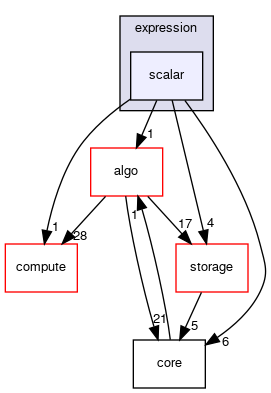 expression
scalar
1
algo
1
28
17
4
compute
storage
1
21
5
6
core